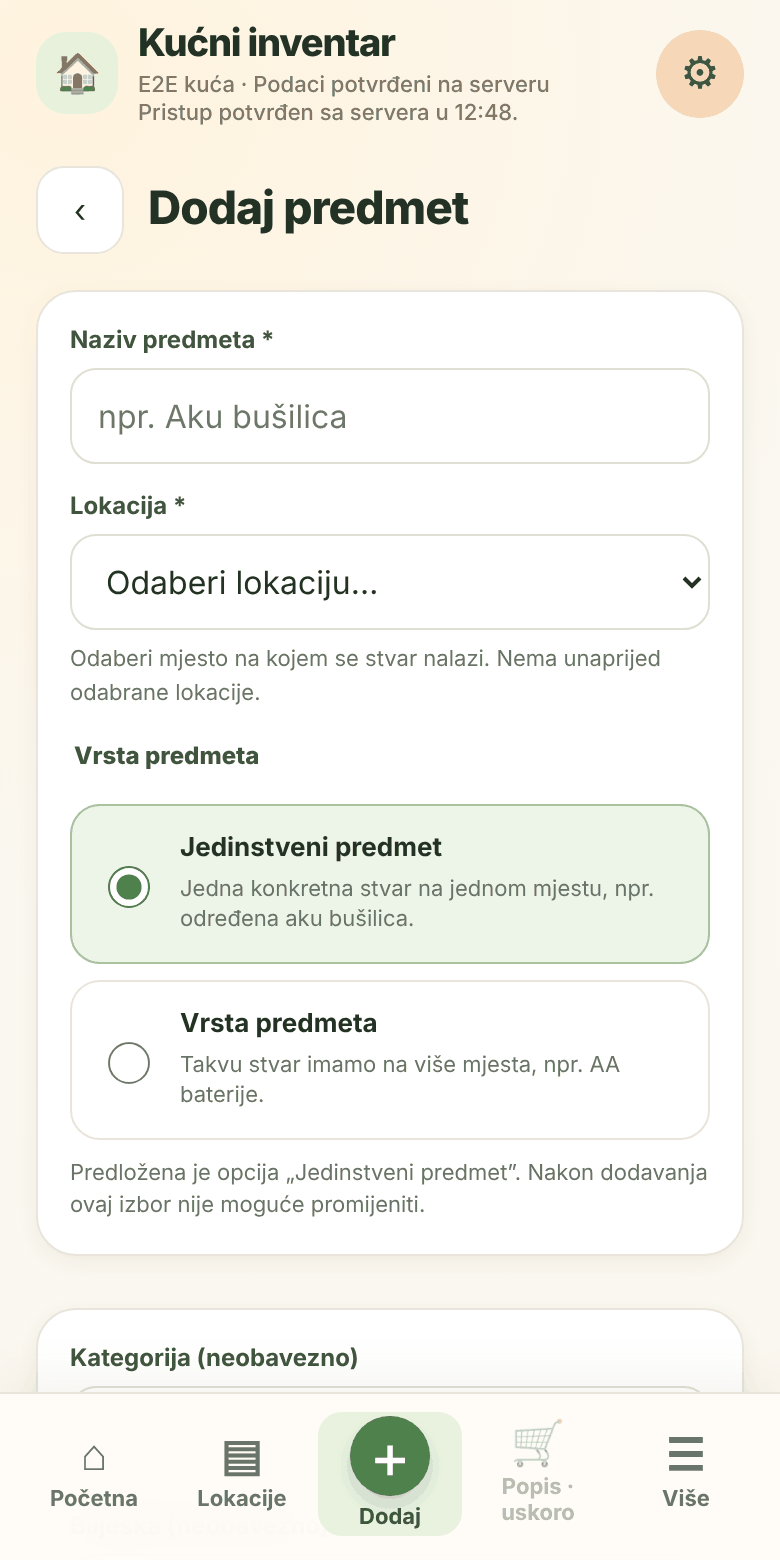 Kućni inventar
E2E kuća · Podaci potvrđeni na serveru
Pristup potvrđen sa servera u 12:48.
‹
Dodaj predmet
Naziv predmeta *
npr. Aku bušilica
Lokacija *
Odaberi lokaciju...
Odaberi mjesto na kojem se stvar nalazi. Nema unaprijed
odabrane lokacije.
Vrsta predmeta
Jedinstveni predmet
Jedna konkretna stvar na jednom mjestu, npr.
određena aku bušilica.
Vrsta predmeta
Takvu stvar imamo na više mjesta, npr. AA
baterije.
Predložena je opcija „Jedinstveni predmet”. Nakon dodavanja
ovaj izbor nije moguće promijeniti.
Kategorija (neobavezno)
Početna
Lokacije
+
Dodaj
Popis ·
uskoro
Više